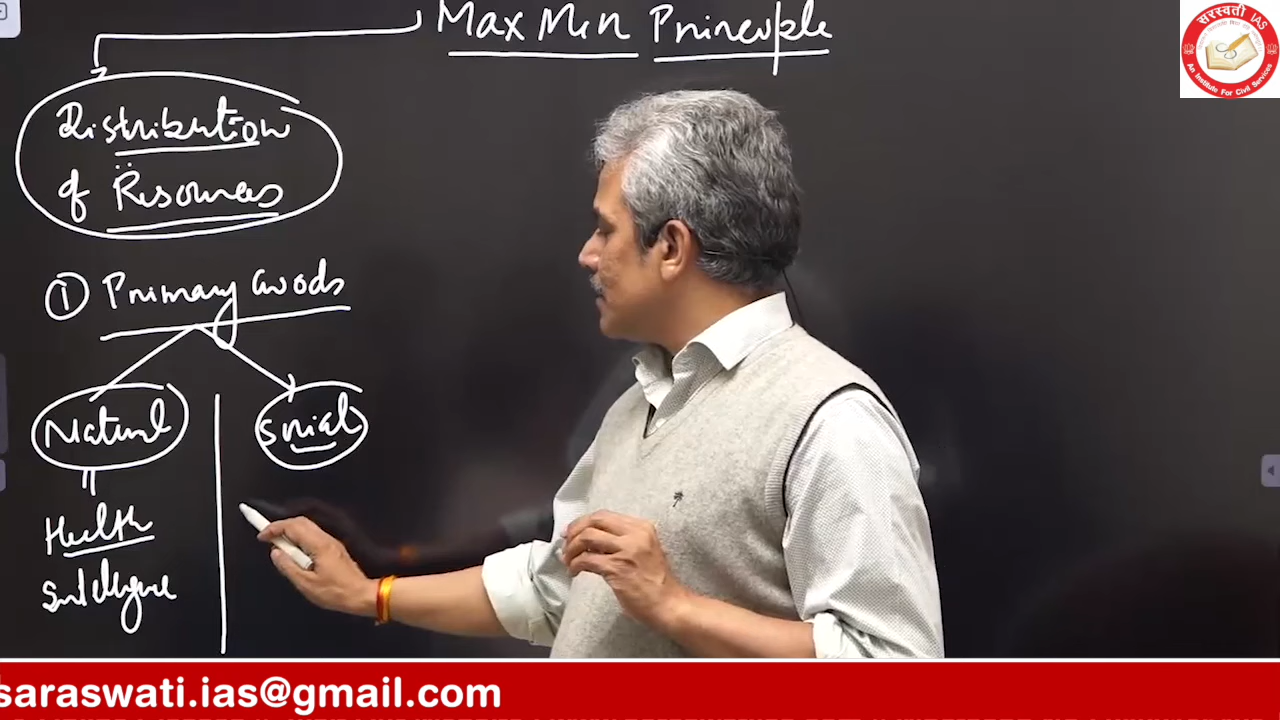 Max Min Principle
Distribution
of Resources
① Primary Goods
Natural
Social
Health
Intelligence
सरस्वती IAS
An Institute For Civil Services
saraswati.ias@gmail.com